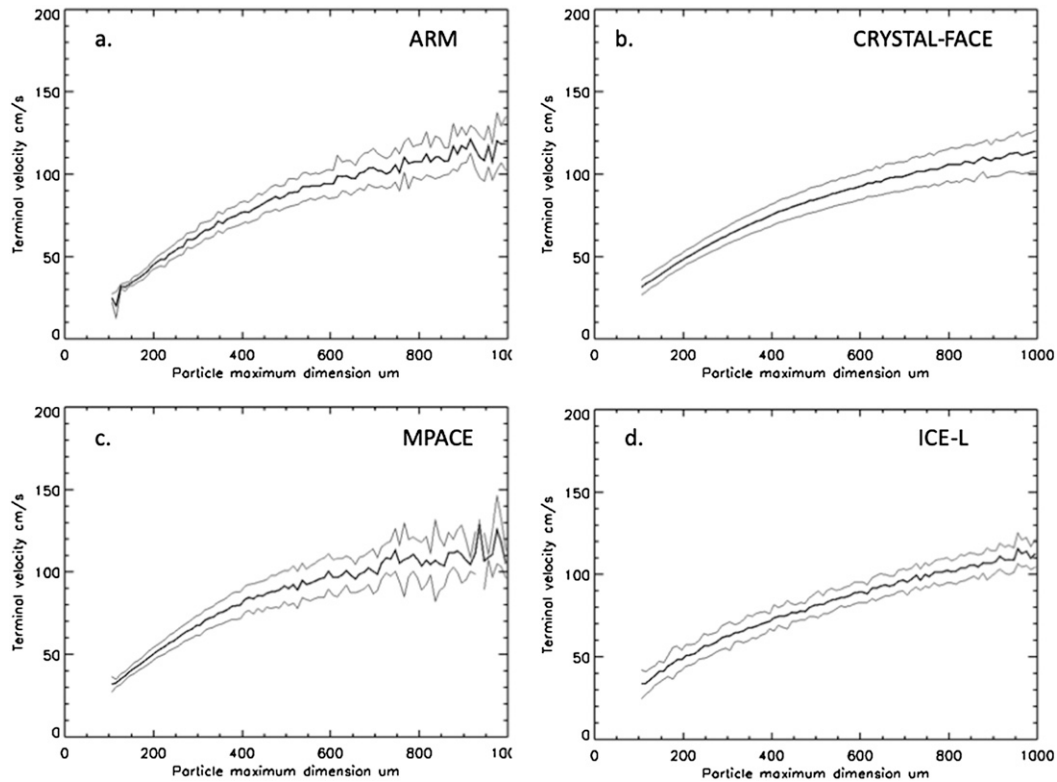 a. ARM
200
150
100
50
0
Terminal velocity cm/s
0 200 400 600 800 100
Particle maximum dimension um
b. CRYSTAL-FACE
200
150
100
50
0
Terminal velocity cm/s
0 200 400 600 800 1000
Particle maximum dimension um
c. MPACE
200
150
100
50
0
Terminal velocity cm/s
0 200 400 600 800 100
Particle maximum dimension um
d. ICE-L
200
150
100
50
0
Terminal velocity cm/s
0 200 400 600 800 1000
Particle maximum dimension um